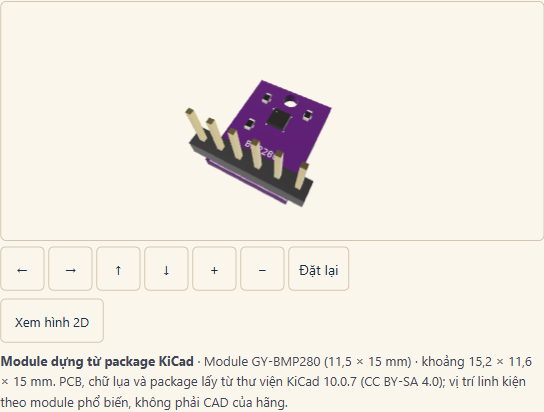 ← → ↑ ↓ + − Đặt lại
Xem hình 2D
Module dựng từ package KiCad · Module GY-BMP280 (11,5 × 15 mm) · khoảng 15,2 × 11,6
× 15 mm. PCB, chữ lụa và package lấy từ thư viện KiCad 10.0.7 (CC BY-SA 4.0); vị trí linh kiện
theo module phổ biến, không phải CAD của hãng.